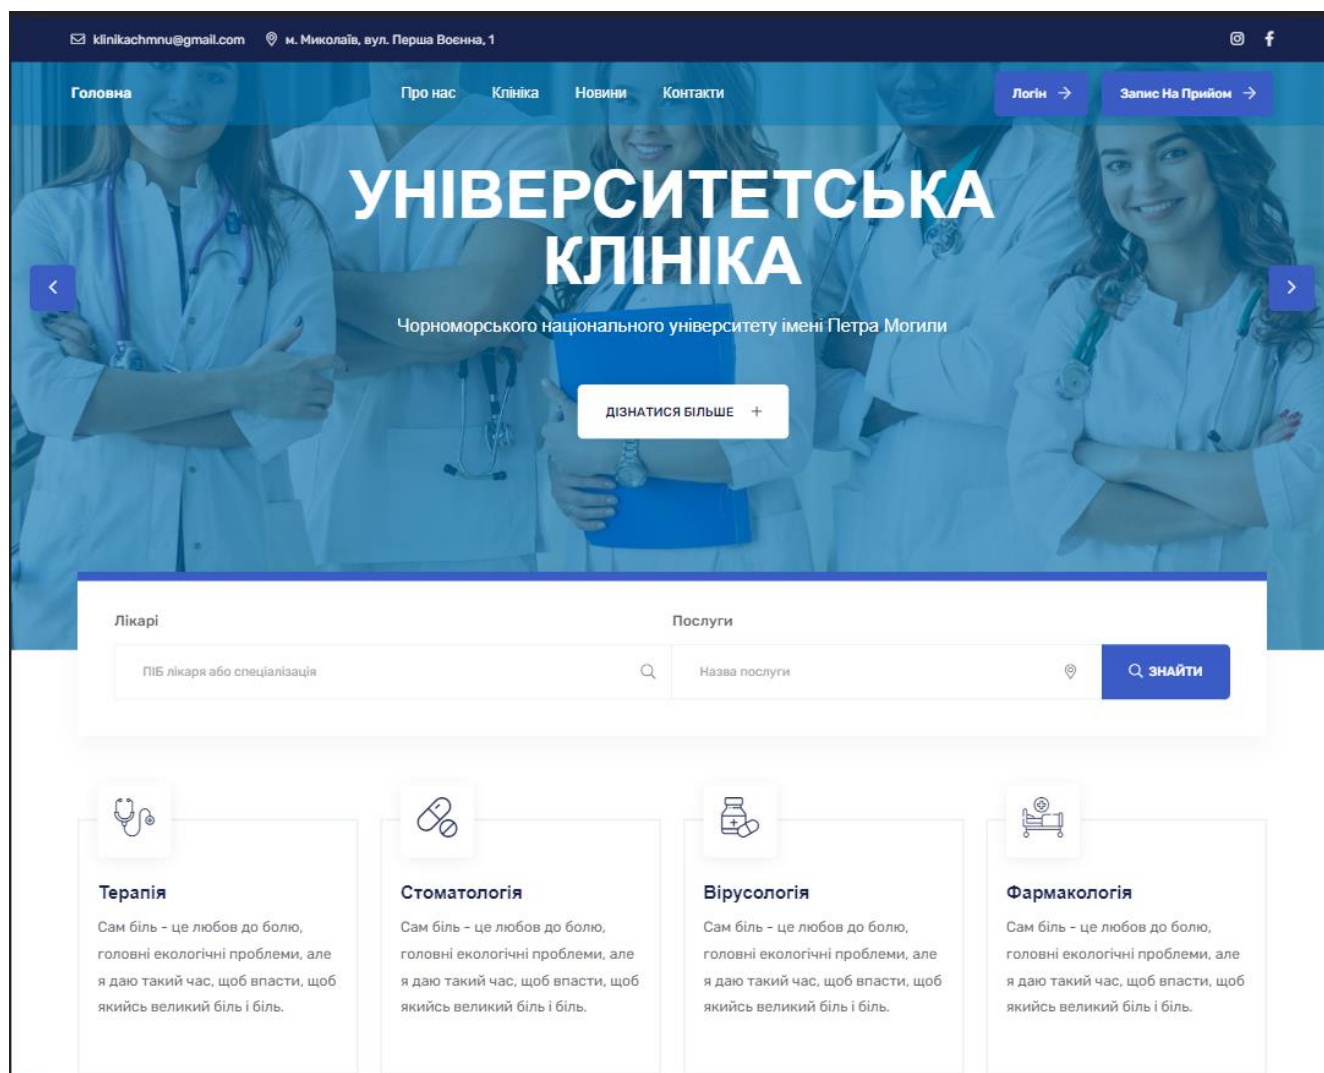 klinikachmnu@gmail.com м. Миколаїв, вул. Перша Воєнна, 1
Головна Про нас Клініка Новини Контакти Логін Запис На Прийом
УНІВЕРСИТЕТСЬКА
КЛІНІКА
Чорноморського національного університету імені Петра Могили
ДІЗНАТИСЯ БІЛЬШЕ +
Лікарі Послуги
ПІБ лікаря або спеціалізація Назва послуги ЗНАЙТИ
Терапія
Сам біль - це любов до болю,
головні екологічні проблеми, але
я даю такий час, щоб впасти, щоб
якийсь великий біль і біль.
Стоматологія
Сам біль - це любов до болю,
головні екологічні проблеми, але
я даю такий час, щоб впасти, щоб
якийсь великий біль і біль.
Вірусологія
Сам біль - це любов до болю,
головні екологічні проблеми, але
я даю такий час, щоб впасти, щоб
якийсь великий біль і біль.
Фармакологія
Сам біль - це любов до болю,
головні екологічні проблеми, але
я даю такий час, щоб впасти, щоб
якийсь великий біль і біль.